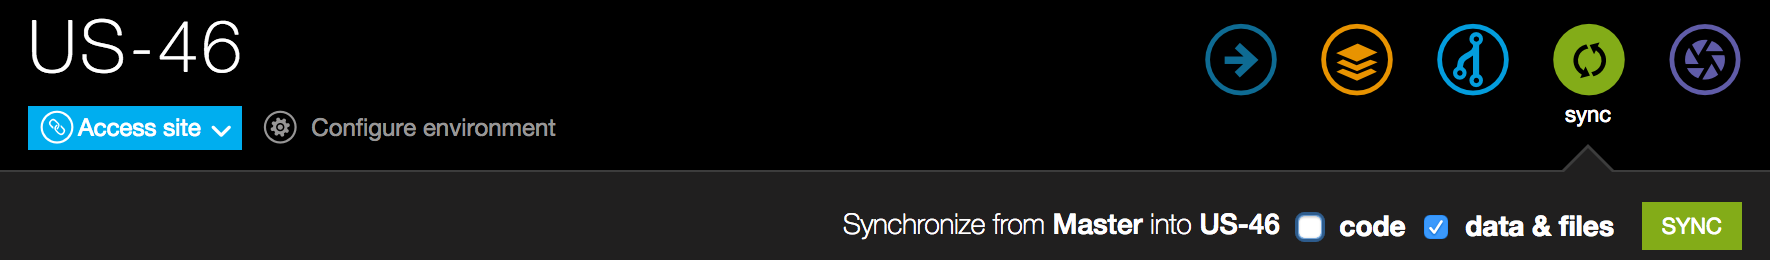 US-46
Access site
Configure environment
sync
Synchronize from Master into US-46 code data & files SYNC